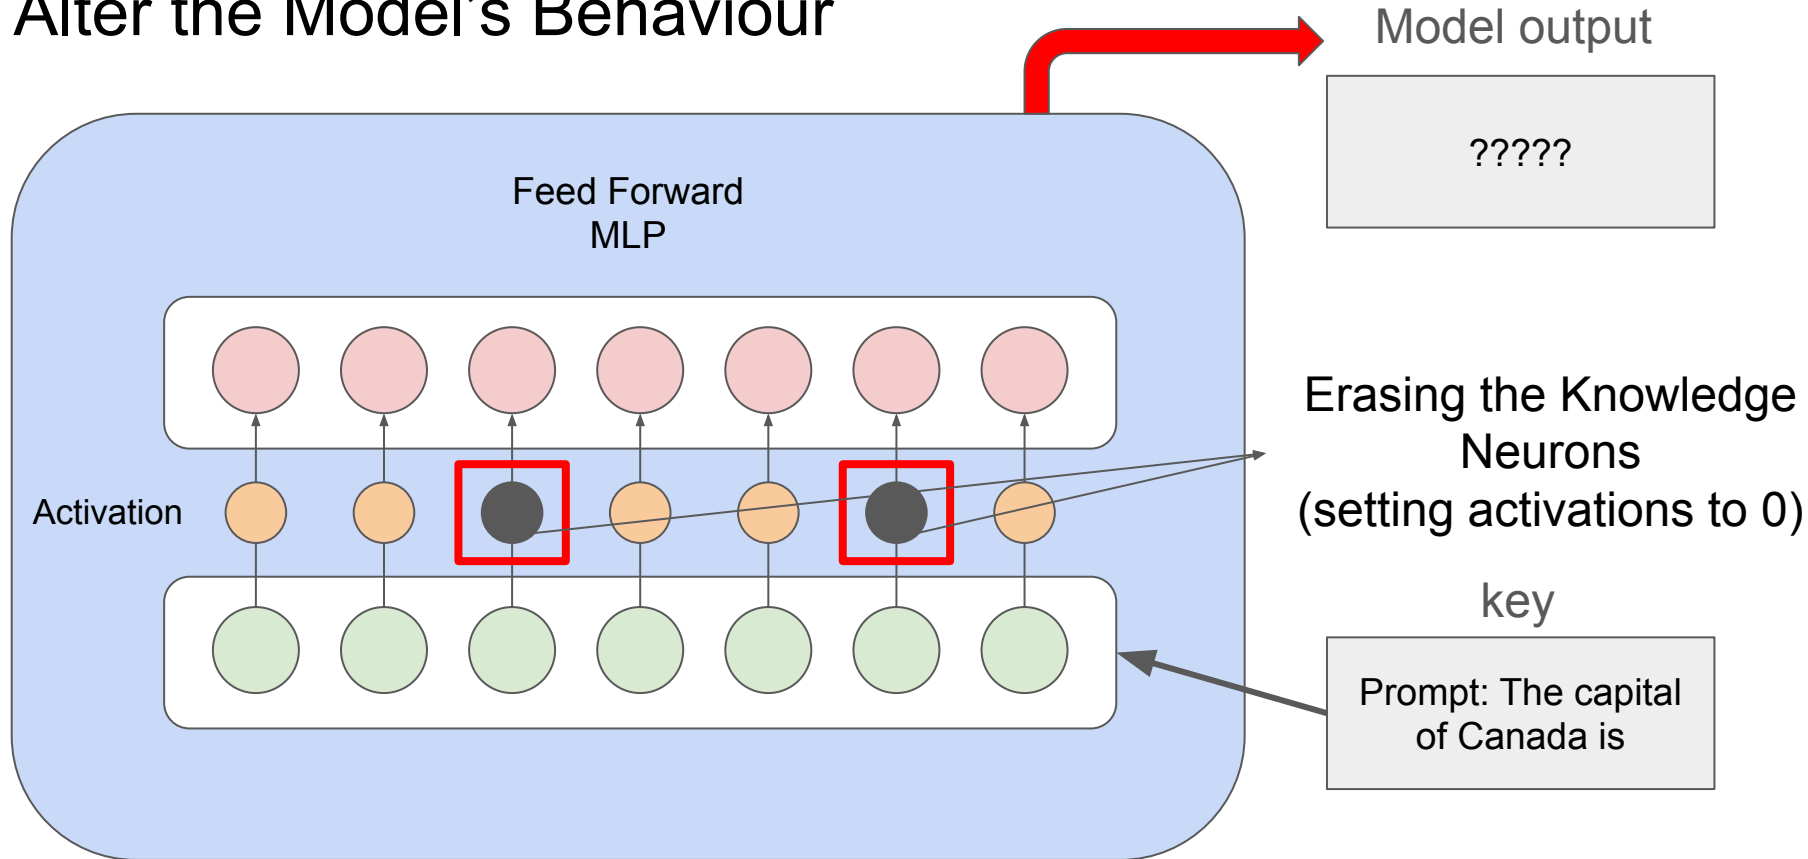 Alter the Model's Behaviour
Model output
?????
Feed Forward
MLP
Activation
Erasing the Knowledge
Neurons
(setting activations to 0)
key
Prompt: The capital
of Canada is